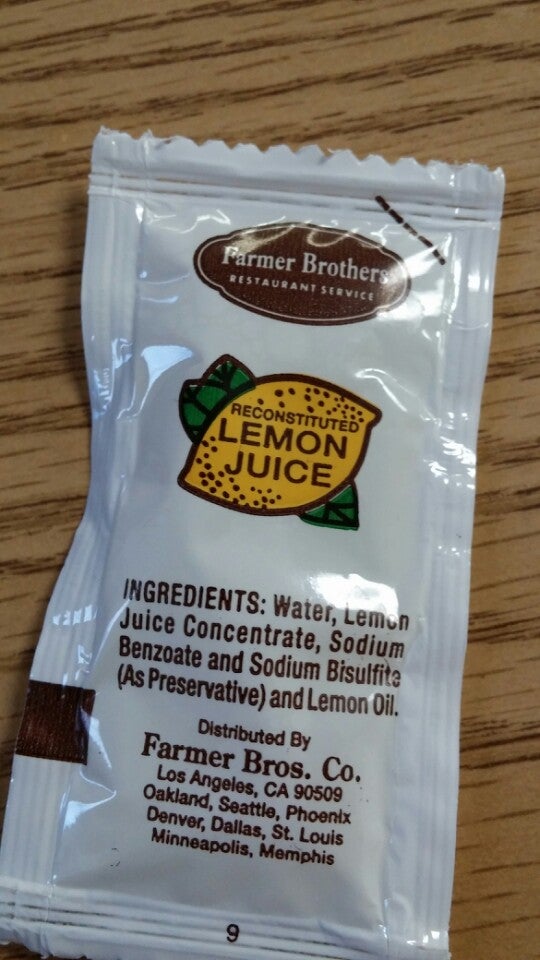 Farmer Brothers
RESTAURANT SERVICE
RECONSTITUTED
LEMON
JUICE
INGREDIENTS: Water, Lemon
Juice Concentrate, Sodium
Benzoate and Sodium Bisulfite
(As Preservative) and Lemon Oil.
Distributed By
Farmer Bros. Co.
Los Angeles, CA 90509
Oakland, Seattle, Phoenix
Denver, Dallas, St. Louis
Minneapolis, Memphis
9